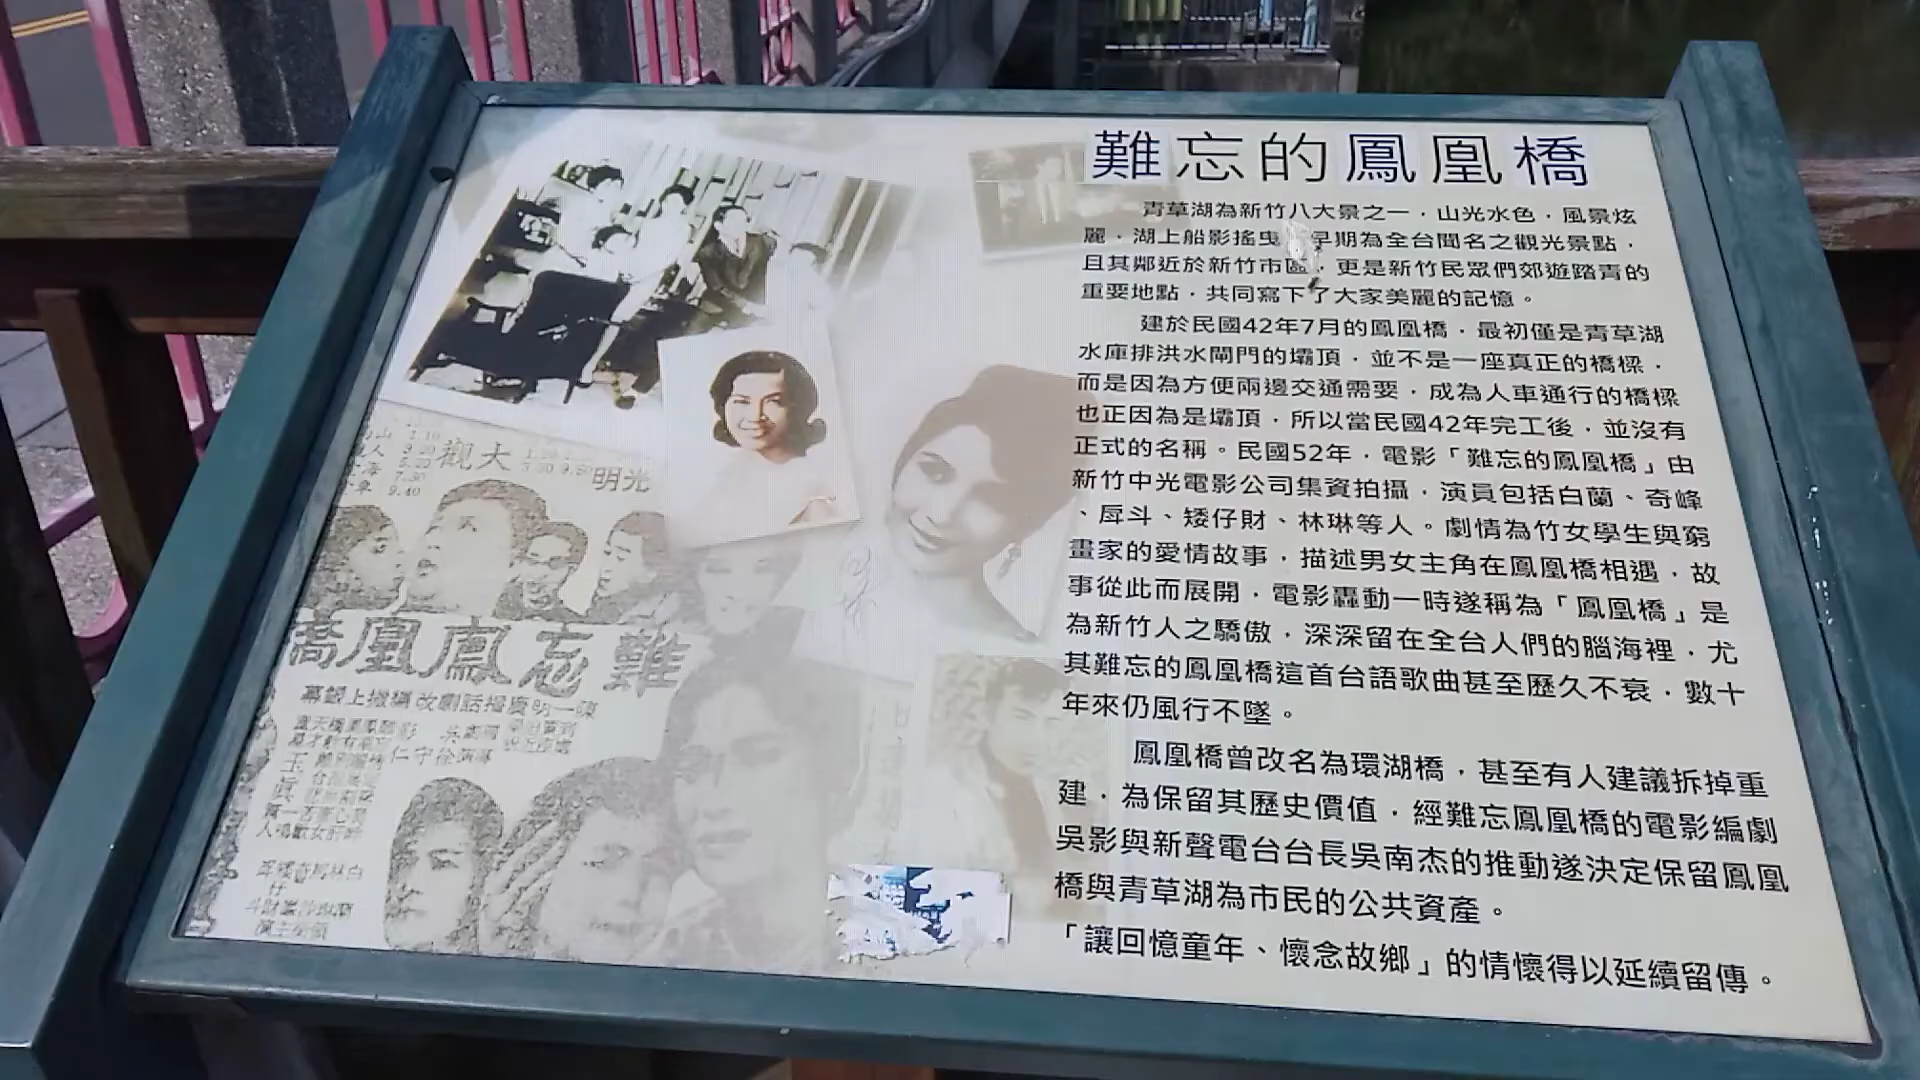 難忘的鳳凰橋
青草湖為新竹八大景之一，山光水色，風景炫
麗，湖上船影搖曳 早期為全台聞名之觀光景點，
且其鄰近於新竹市區，更是新竹民眾們郊遊踏青的
重要地點，共同寫下了大家美麗的記憶。
建於民國42年7月的鳳凰橋，最初僅是青草湖
水庫排洪水閘門的壩頂，並不是一座真正的橋樑，
而是因為方便兩邊交通需要，成為人車通行的橋樑
也正因為是壩頂，所以當民國42年完工後，並沒有
正式的名稱。民國52年，電影「難忘的鳳凰橋」由
新竹中光電影公司集資拍攝，演員包括白蘭、奇峰
、戽斗、矮仔財、林琳等人。劇情為竹女學生與窮
畫家的愛情故事，描述男女主角在鳳凰橋相遇，故
事從此而展開，電影轟動一時遂稱為「鳳凰橋」是
為新竹人之驕傲，深深留在全台人們的腦海裡，尤
其難忘的鳳凰橋這首台語歌曲甚至歷久不衰，數十
年來仍風行不墜。
鳳凰橋曾改名為環湖橋，甚至有人建議拆掉重
建，為保留其歷史價值，經難忘鳳凰橋的電影編劇
吳影與新聲電台台長吳南杰的推動遂決定保留鳳凰
橋與青草湖為市民的公共資產。
「讓回憶童年、懷念故鄉」的情懷得以延續留傳。
觀大
明光
橋凰鳳忘難
幕銀上搬編改劇話播廣明一陳
仁守徐演導